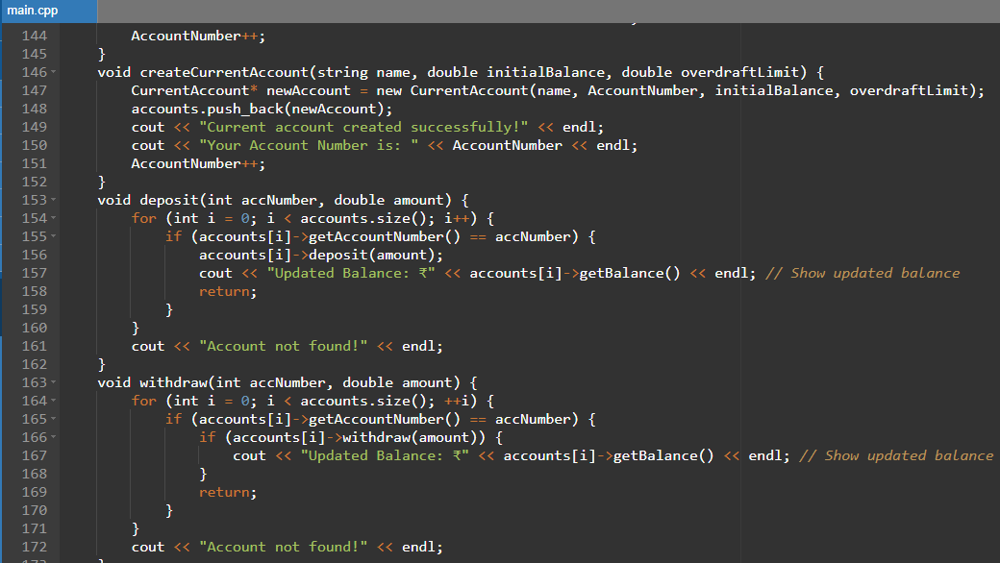 main.cpp
144 AccountNumber++;
145 }
146 void createCurrentAccount(string name, double initialBalance, double overdraftLimit) {
147 CurrentAccount* newAccount = new CurrentAccount(name, AccountNumber, initialBalance, overdraftLimit);
148 accounts.push_back(newAccount);
149 cout << "Current account created successfully!" << endl;
150 cout << "Your Account Number is: " << AccountNumber << endl;
151 AccountNumber++;
152 }
153 void deposit(int accNumber, double amount) {
154 for (int i = 0; i < accounts.size(); i++) {
155 if (accounts[i]->getAccountNumber() == accNumber) {
156 accounts[i]->deposit(amount);
157 cout << "Updated Balance: ₹" << accounts[i]->getBalance() << endl; // Show updated balance
158 return;
159 }
160 }
161 cout << "Account not found!" << endl;
162 }
163 void withdraw(int accNumber, double amount) {
164 for (int i = 0; i < accounts.size(); ++i) {
165 if (accounts[i]->getAccountNumber() == accNumber) {
166 if (accounts[i]->withdraw(amount)) {
167 cout << "Updated Balance: ₹" << accounts[i]->getBalance() << endl; // Show updated balance
168 }
169 return;
170 }
171 }
172 cout << "Account not found!" << endl;